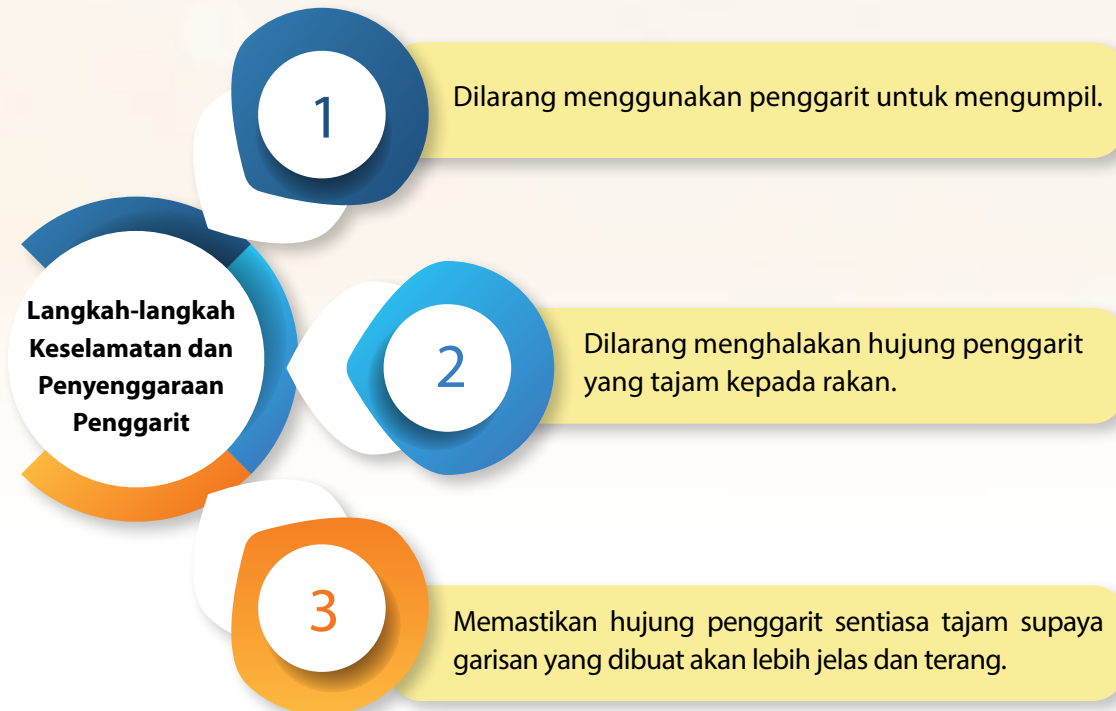 Langkah-langkah
Keselamatan dan
Penyenggaraan
Penggarit
1
Dilarang menggunakan penggarit untuk mengumpil.
2
Dilarang menghalakan hujung penggarit
yang tajam kepada rakan.
3
Memastikan hujung penggarit sentiasa tajam supaya
garisan yang dibuat akan lebih jelas dan terang.